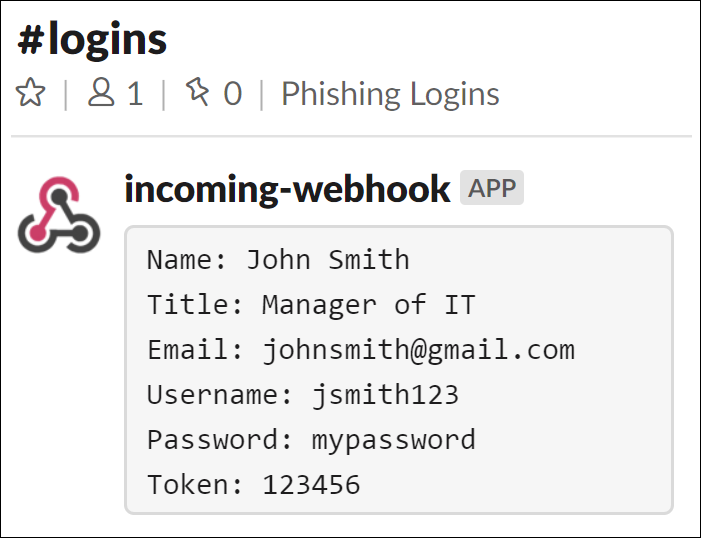 #logins
1 | 0 | Phishing Logins
incoming-webhook APP
Name: John Smith
Title: Manager of IT
Email: johnsmith@gmail.com
Username: jsmith123
Password: mypassword
Token: 123456